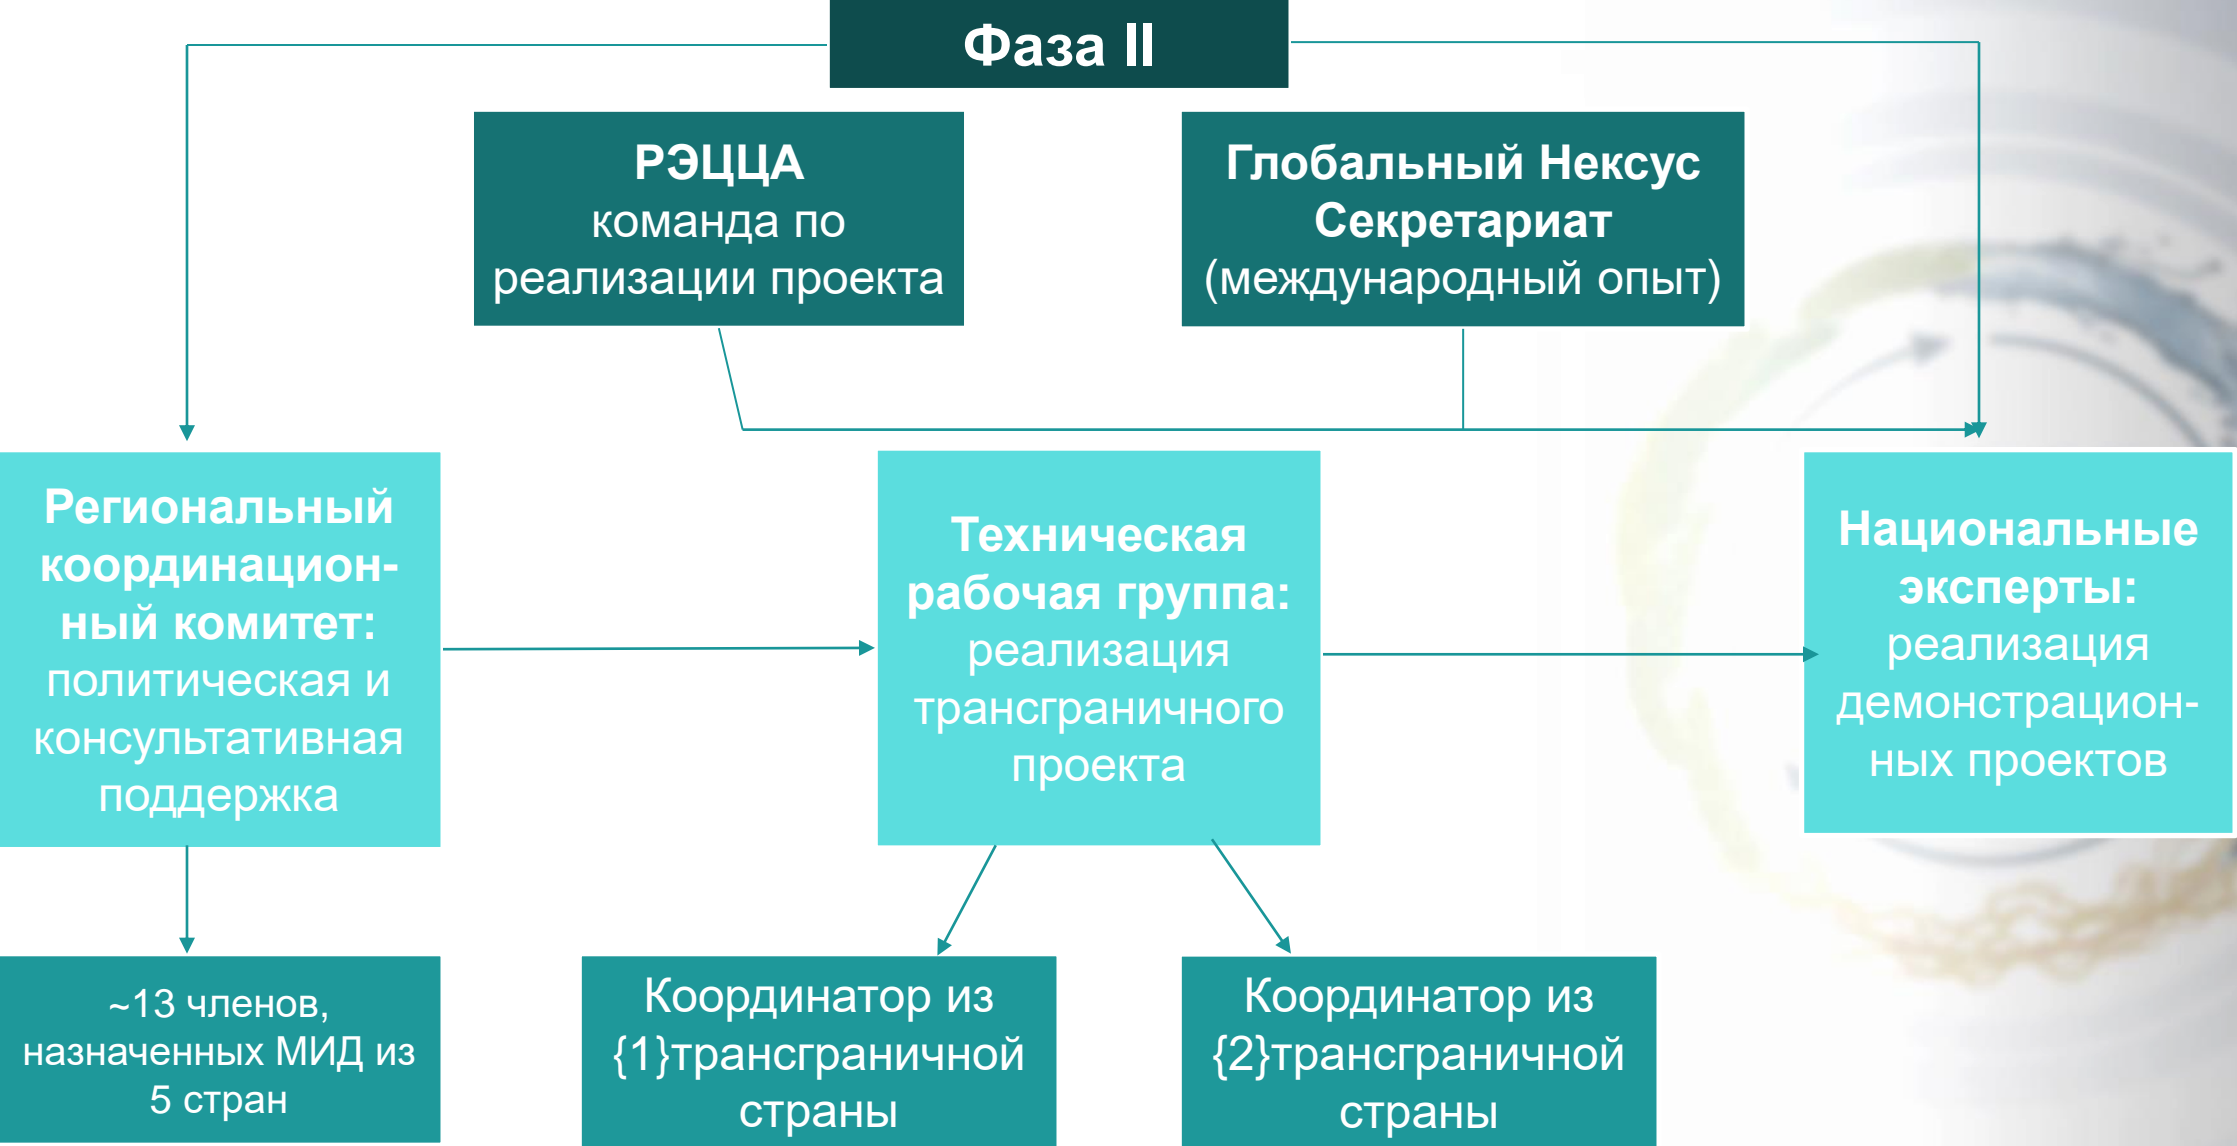 Фаза II
РЭЦЦА
команда по
реализации проекта
Глобальный Нексус
Секретариат
(международный опыт)
Региональный
координацион-
ный комитет:
политическая и
консультативная
поддержка
Техническая
рабочая группа:
реализация
трансграничного
проекта
Национальные
эксперты:
реализация
демонстрацион-
ных проектов
~13 членов,
назначенных МИД из
5 стран
Координатор из
{1}трансграничной
страны
Координатор из
{2}трансграничной
страны